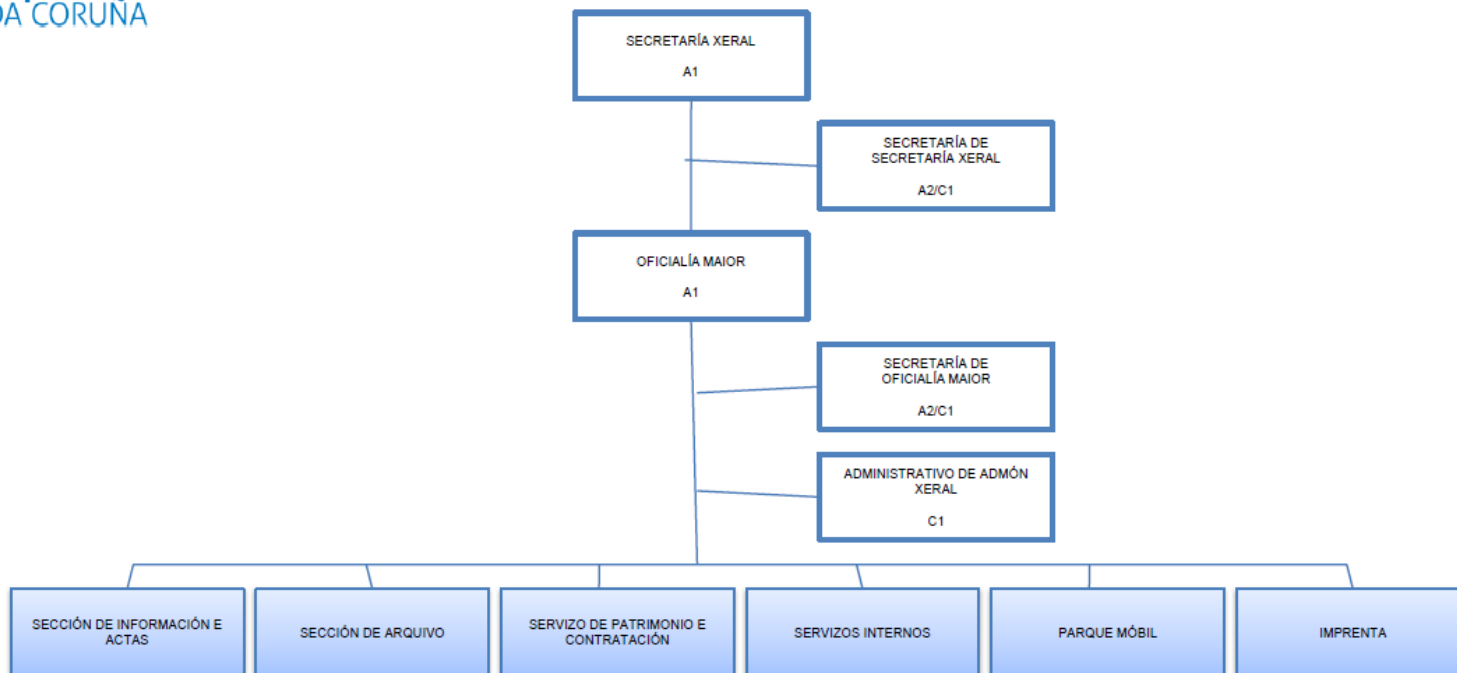 DA CORUÑA
SECRETARÍA XERAL
A1
SECRETARÍA DE
SECRETARÍA XERAL
A2/C1
OFICIALÍA MAIOR
A1
SECRETARÍA DE
OFICIALÍA MAIOR
A2/C1
ADMINISTRATIVO DE ADMÓN
XERAL
C1
SECCIÓN DE INFORMACIÓN E
ACTAS
SECCIÓN DE ARQUIVO
SERVIZO DE PATRIMONIO E
CONTRATACIÓN
SERVIZOS INTERNOS
PARQUE MÓBIL
IMPRENTA